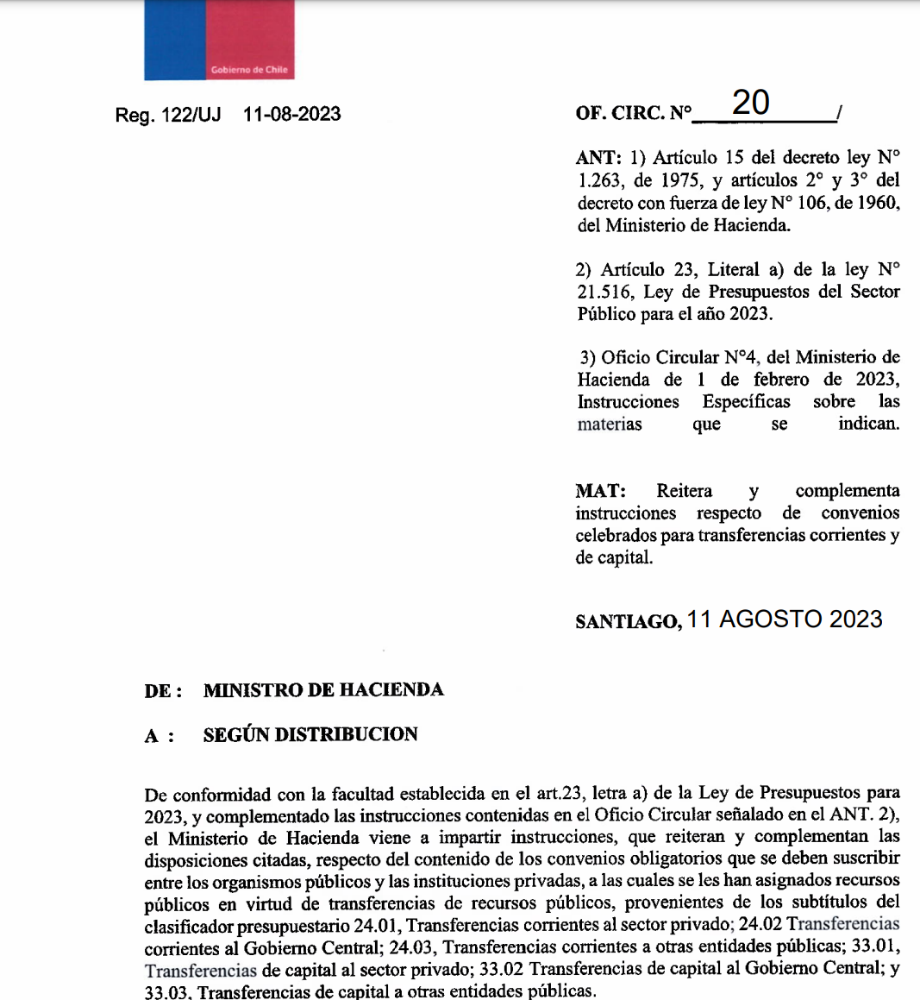 Gobierno de Chile
Reg. 122/UJ 11-08-2023
OF. CIRC. N° 20 /
ANT: 1) Artículo 15 del decreto ley N°
1.263, de 1975, y artículos 2° y 3° del
decreto con fuerza de ley N° 106, de 1960,
del Ministerio de Hacienda.
2) Artículo 23, Literal a) de la ley N°
21.516, Ley de Presupuestos del Sector
Público para el año 2023.
3) Oficio Circular N°4, del Ministerio de
Hacienda de 1 de febrero de 2023,
Instrucciones Específicas sobre las
materias que se indican.
MAT: Reitera y complementa
instrucciones respecto de convenios
celebrados para transferencias corrientes y
de capital.
SANTIAGO, 11 AGOSTO 2023
DE : MINISTRO DE HACIENDA
A : SEGÚN DISTRIBUCION
De conformidad con la facultad establecida en el art.23, letra a) de la Ley de Presupuestos para
2023, y complementado las instrucciones contenidas en el Oficio Circular señalado en el ANT. 2),
el Ministerio de Hacienda viene a impartir instrucciones, que reiteran y complementan las
disposiciones citadas, respecto del contenido de los convenios obligatorios que se deben suscribir
entre los organismos públicos y las instituciones privadas, a las cuales se les han asignados recursos
públicos en virtud de transferencias de recursos públicos, provenientes de los subtítulos del
clasificador presupuestario 24.01, Transferencias corrientes al sector privado; 24.02 Transferencias
corrientes al Gobierno Central; 24.03, Transferencias corrientes a otras entidades públicas; 33.01,
Transferencias de capital al sector privado; 33.02 Transferencias de capital al Gobierno Central; y
33.03, Transferencias de capital a otras entidades públicas.